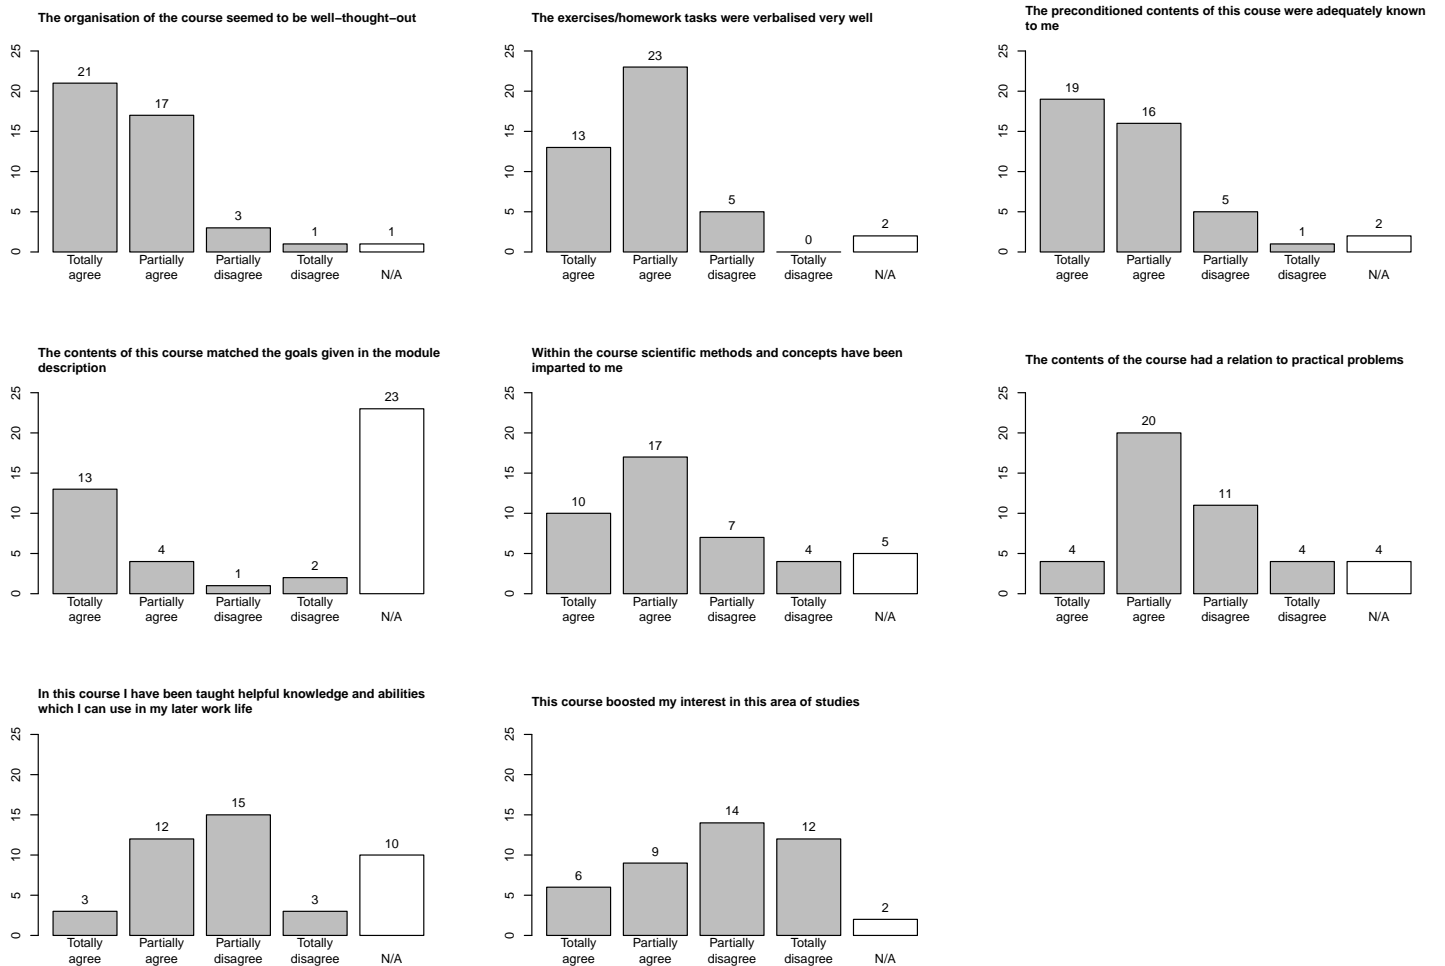 The organisation of the course seemed to be well−thought−out
25
20
15
10
5
0
21
17
3
1
1
Totally agree
Partially agree
Partially disagree
Totally disagree
N/A
The exercises/homework tasks were verbalised very well
25
20
15
10
5
0
13
23
5
0
2
Totally agree
Partially agree
Partially disagree
Totally disagree
N/A
The preconditioned contents of this couse were adequately known
to me
25
20
15
10
5
0
19
16
5
1
2
Totally agree
Partially agree
Partially disagree
Totally disagree
N/A
The contents of this course matched the goals given in the module
description
25
20
15
10
5
0
13
4
1
2
23
Totally agree
Partially agree
Partially disagree
Totally disagree
N/A
Within the course scientific methods and concepts have been
imparted to me
25
20
15
10
5
0
10
17
7
4
5
Totally agree
Partially agree
Partially disagree
Totally disagree
N/A
The contents of the course had a relation to practical problems
25
20
15
10
5
0
4
20
11
4
4
Totally agree
Partially agree
Partially disagree
Totally disagree
N/A
In this course I have been taught helpful knowledge and abilities
which I can use in my later work life
25
20
15
10
5
0
3
12
15
3
10
Totally agree
Partially agree
Partially disagree
Totally disagree
N/A
This course boosted my interest in this area of studies
25
20
15
10
5
0
6
9
14
12
2
Totally agree
Partially agree
Partially disagree
Totally disagree
N/A